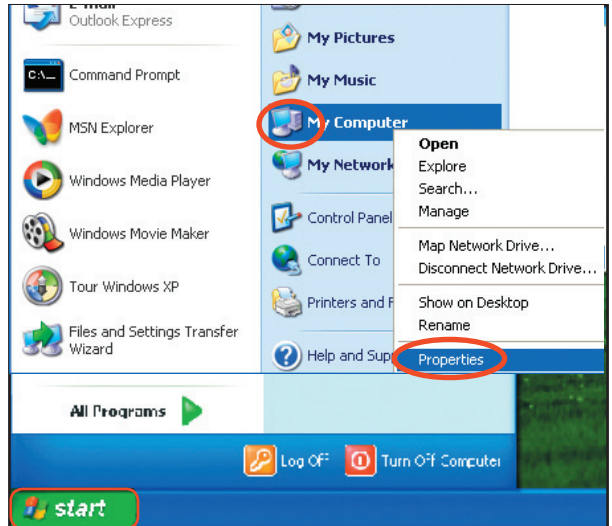 E-mail
Outlook Express
Command Prompt
MSN Explorer
Windows Media Player
Windows Movie Maker
Tour Windows XP
Files and Settings Transfer
Wizard
All Programs
My Pictures
My Music
My Computer
My Network
Control Panel
Connect To
Printers and F
Help and Sup
Open
Explore
Search...
Manage
Map Network Drive...
Disconnect Network Drive...
Show on Desktop
Rename
Properties
Log Off
Turn Off Computer
start
C:\_